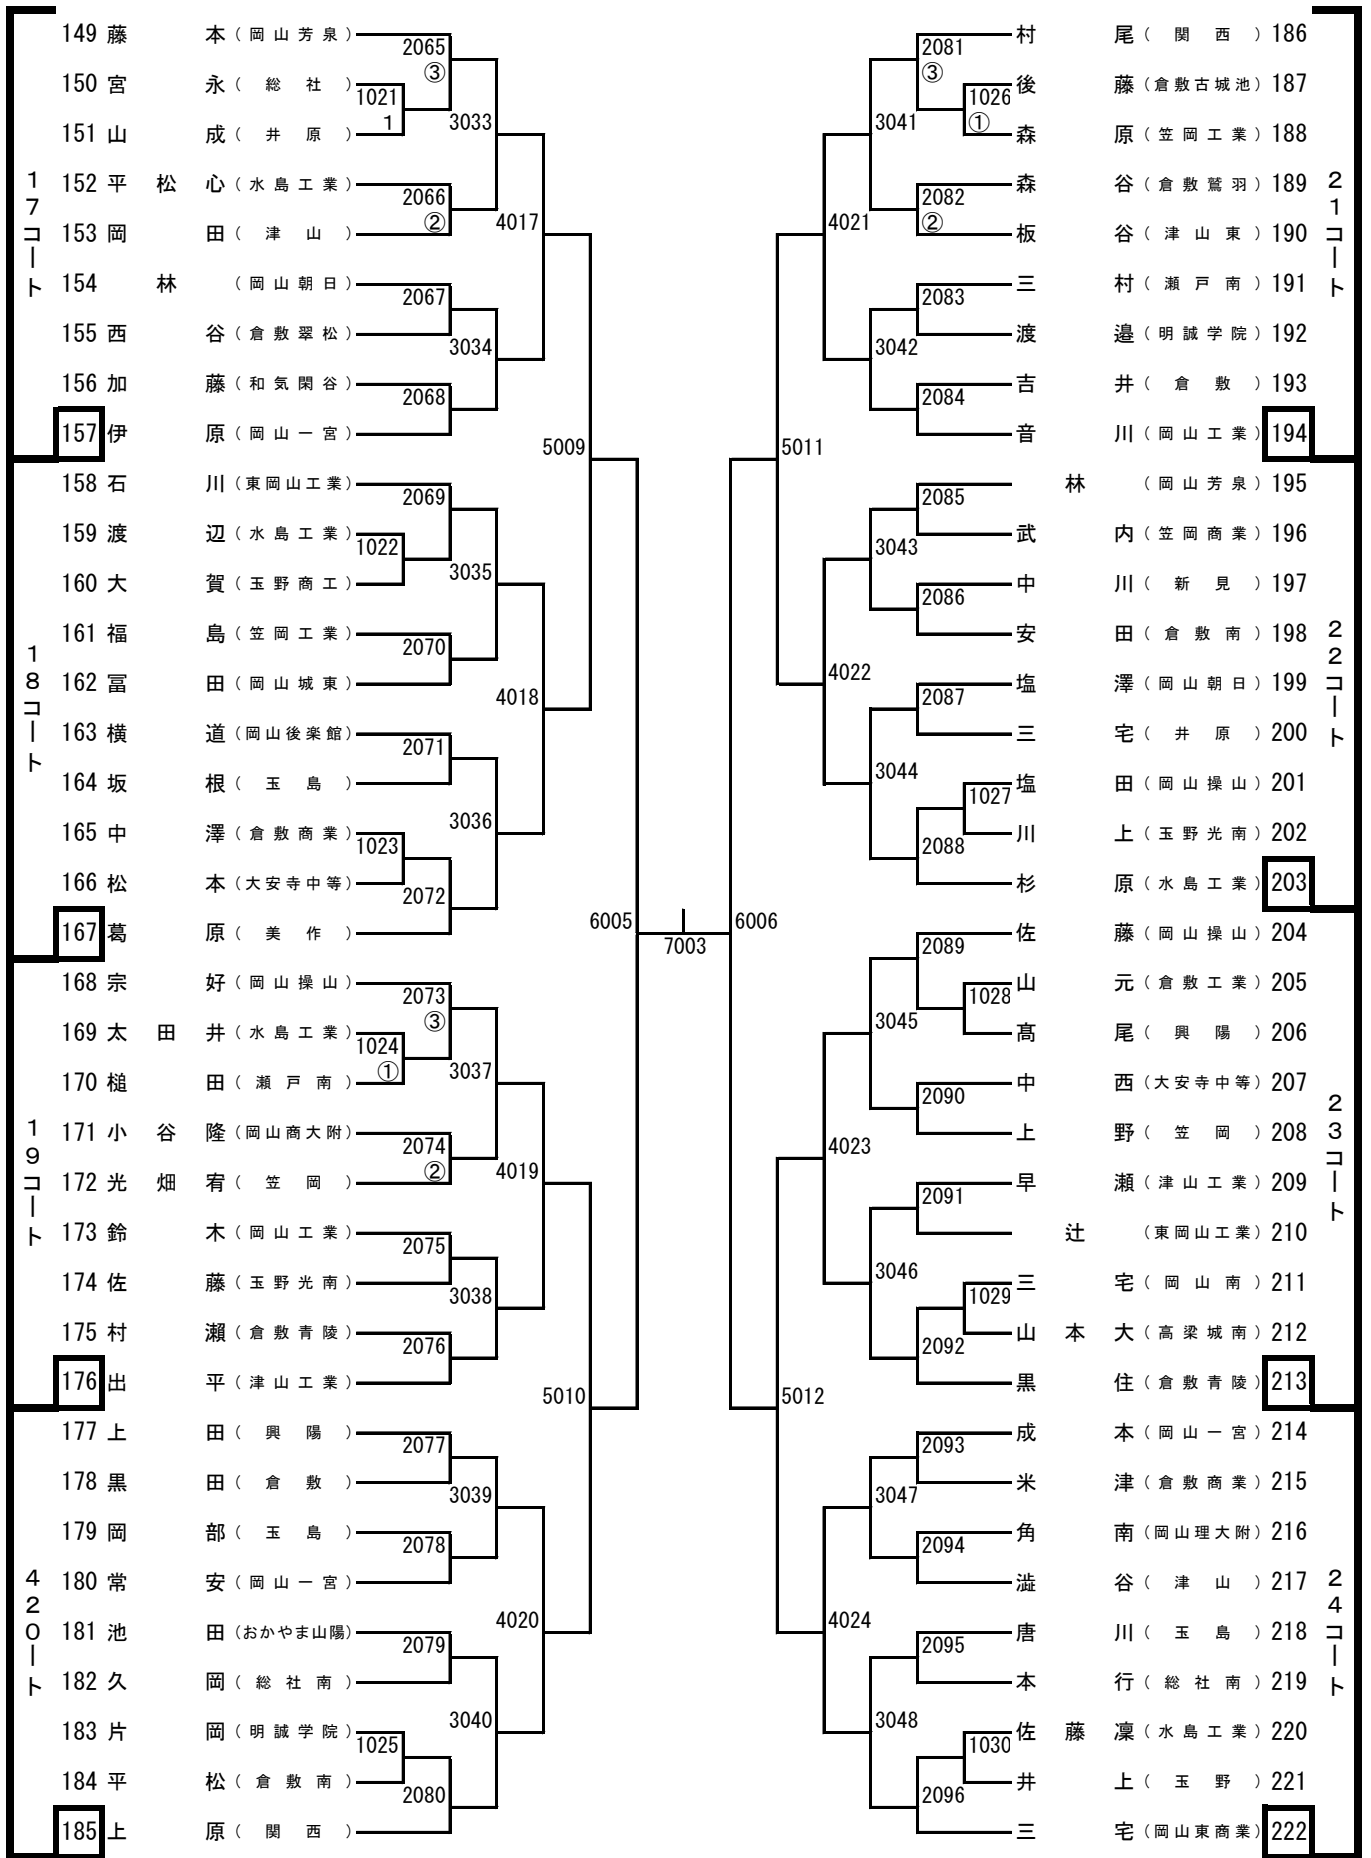 149 藤本（岡山芳泉）
2065
③
150 宮永（総社）
1021
1
151 山成（井原）
3033
152 平松心（水島工業）
2066
②
153 岡田（津山）
4017
154 林（岡山朝日）
2067
155 西谷（倉敷翠松）
3034
156 加藤（和気閑谷）
2068
157 伊原（岡山一宮）
5009
17コート
158 石川（東岡山工業）
2069
159 渡辺（水島工業）
1022
160 大賀（玉野商工）
3035
161 福島（笠岡工業）
2070
162 冨田（岡山城東）
4018
163 横道（岡山後楽館）
2071
164 坂根（玉島）
3036
165 中澤（倉敷商業）
1023
166 松本（大安寺中等）
2072
167 葛原（美作）
18コート
6005
7003
6006
168 宗好（岡山操山）
2073
③
169 太田井（水島工業）
1024
①
170 槌田（瀬戸南）
3037
171 小谷隆（岡山商大附）
2074
②
172 光畑宥（笠岡）
4019
173 鈴木（岡山工業）
2075
174 佐藤（玉野光南）
3038
175 村瀬（倉敷青陵）
2076
176 出平（津山工業）
5010
19コート
177 上田（興陽）
2077
178 黒田（倉敷）
3039
179 岡部（玉島）
2078
180 常安（岡山一宮）
4020
181 池田（おかやま山陽）
2079
182 久岡（総社南）
3040
183 片岡（明誠学院）
1025
184 平松（倉敷南）
2080
185 上原（関西）
420ート
村尾（関西）186
2081
③
後藤（倉敷古城池）187
1026
①
森原（笠岡工業）188
3041
森谷（倉敷鷲羽）189
2082
②
板谷（津山東）190
4021
三村（瀬戸南）191
2083
渡邉（明誠学院）192
3042
吉井（倉敷）193
2084
音川（岡山工業）194
5011
21コート
林（岡山芳泉）195
2085
武内（笠岡商業）196
3043
中川（新見）197
2086
安田（倉敷南）198
4022
塩澤（岡山朝日）199
2087
三宅（井原）200
3044
塩田（岡山操山）201
1027
川上（玉野光南）202
2088
杉原（水島工業）203
22コート
佐藤（岡山操山）204
2089
山元（倉敷工業）205
1028
髙尾（興陽）206
3045
中西（大安寺中等）207
2090
上野（笠岡）208
4023
早瀬（津山工業）209
2091
辻（東岡山工業）210
3046
三宅（岡山南）211
1029
山本大（高梁城南）212
2092
黒住（倉敷青陵）213
5012
23コート
成本（岡山一宮）214
2093
米津（倉敷商業）215
3047
角南（岡山理大附）216
2094
澁谷（津山）217
4024
唐川（玉島）218
2095
本行（総社南）219
3048
佐藤凜（水島工業）220
1030
井上（玉野）221
2096
三宅（岡山東商業）222
24コート